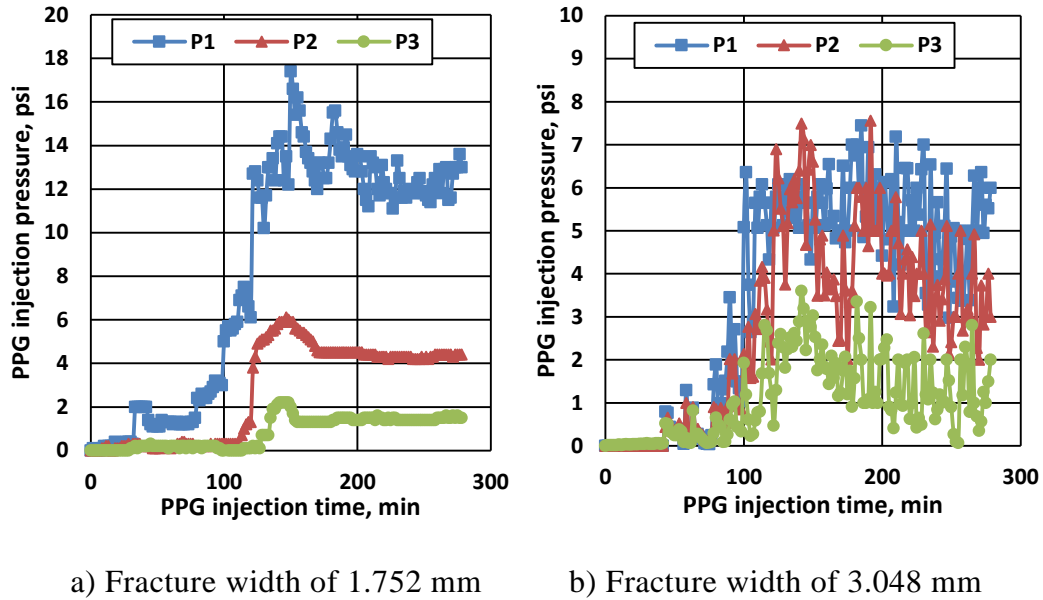 PPG injection pressure, psi
20
18
16
14
12
10
8
6
4
2
0
P1 P2 P3
0 100 200 300
PPG injection time, min
a) Fracture width of 1.752 mm
PPG injection pressure, psi
10
9
8
7
6
5
4
3
2
1
0
P1 P2 P3
0 100 200 300
PPG injection time, min
b) Fracture width of 3.048 mm